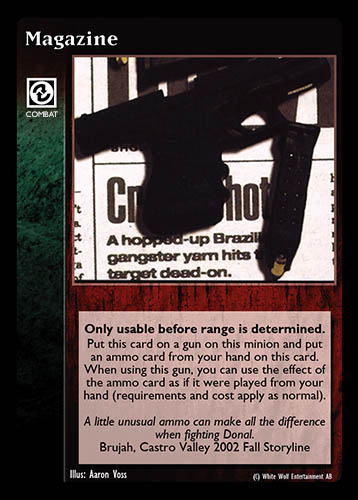 Magazine
COMBAT
Cr
hot
A hopped-up Brazili
gangster yarn hits t
target dead-on.
Only usable before range is determined.
Put this card on a gun on this minion and put
an ammo card from your hand on this card.
When using this gun, you can use the effect of
the ammo card as if it were played from your
hand (requirements and cost apply as normal).
A little unusual ammo can make all the difference
when fighting Donal.
Brujah, Castro Valley 2002 Fall Storyline
Illus: Aaron Voss
(C) White Wolf Entertainment AB